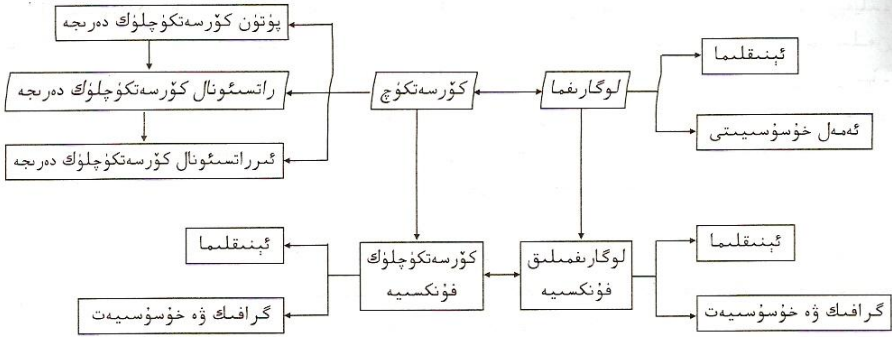 پۈتۈن كۆرسەتكۈچلۈك دەرىجە
ئېنىقلىما
راتسىئونال كۆرسەتكۈچلۈك دەرىجە
كۆرسەتكۈچ
لوگارىفما
ئەمەل خۇسۇسىيىتى
ئىرراتسىئونال كۆرسەتكۈچلۈك دەرىجە
ئېنىقلىما
كۆرسەتكۈچلۈك
فۇنكسىيە
لوگارىفمىلىق
فۇنكسىيە
ئېنىقلىما
گرافىك ۋە خۇسۇسىيەت
گرافىك ۋە خۇسۇسىيەت